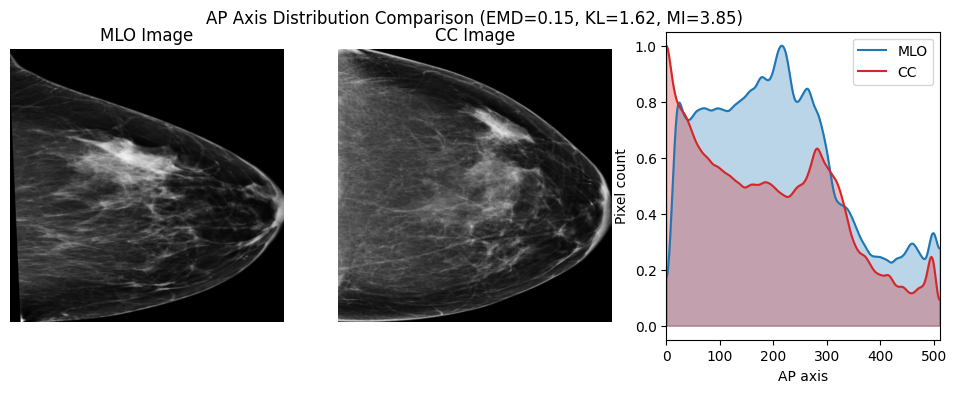 AP Axis Distribution Comparison (EMD=0.15, KL=1.62, MI=3.85)
MLO Image
CC Image
MLO
CC
Pixel count
1.0
0.8
0.6
0.4
0.2
0.0
0 100 200 300 400 500
AP axis